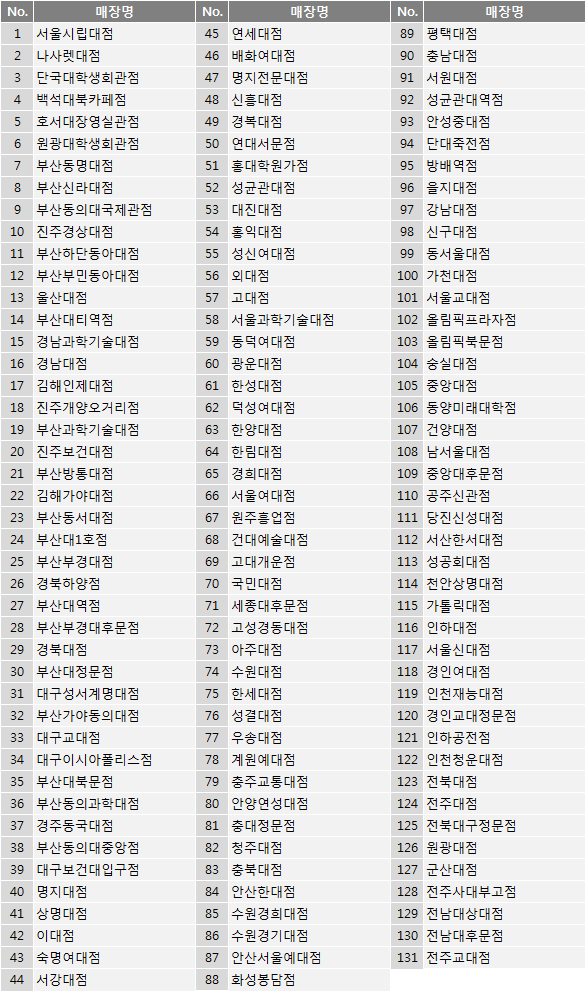 No. 매장명 No. 매장명 No. 매장명
1 서울시립대점 45 연세대점 89 평택대점
2 나사렛대점 46 배화여대점 90 충남대점
3 단국대학생회관점 47 명지전문대점 91 서원대점
4 백석대북카페점 48 신흥대점 92 성균관대역점
5 호서대장영실관점 49 경복대점 93 안성중대점
6 원광대학생회관점 50 연대서문점 94 단대죽전점
7 부산동명대점 51 홍대학원가점 95 방배역점
8 부산신라대점 52 성균관대점 96 을지대점
9 부산동의대국제관점 53 대진대점 97 강남대점
10 진주경상대점 54 홍익대점 98 신구대점
11 부산하단동아대점 55 성신여대점 99 동서울대점
12 부산부민동아대점 56 외대점 100 가천대점
13 울산대점 57 고대점 101 서울교대점
14 부산대티역점 58 서울과학기술대점 102 올림픽프라자점
15 경남과학기술대점 59 동덕여대점 103 올림픽북문점
16 경남대점 60 광운대점 104 숭실대점
17 김해인제대점 61 한성대점 105 중앙대점
18 진주개양오거리점 62 덕성여대점 106 동양미래대학점
19 부산과학기술대점 63 한양대점 107 건양대점
20 진주보건대점 64 한림대점 108 남서울대점
21 부산방통대점 65 경희대점 109 중앙대후문점
22 김해가야대점 66 서울여대점 110 공주신관점
23 부산동서대점 67 원주흥업점 111 당진신성대점
24 부산대1호점 68 건대예술대점 112 서산한서대점
25 부산부경대점 69 고대개운점 113 성공회대점
26 경북하양점 70 국민대점 114 천안상명대점
27 부산대역점 71 세종대후문점 115 가톨릭대점
28 부산부경대후문점 72 고성경동대점 116 인하대점
29 경북대점 73 아주대점 117 서울신대점
30 부산대정문점 74 수원대점 118 경인여대점
31 대구성서계명대점 75 한세대점 119 인천재능대점
32 부산가야동의대점 76 성결대점 120 경인교대정문점
33 대구교대점 77 우송대점 121 인하공전점
34 대구이시아폴리스점 78 계원예대점 122 인천청운대점
35 부산대북문점 79 충주교통대점 123 전북대점
36 부산동의과학대점 80 안양연성대점 124 전주대점
37 경주동국대점 81 충대정문점 125 전북대구정문점
38 부산동의대중앙점 82 청주대점 126 원광대점
39 대구보건대입구점 83 충북대점 127 군산대점
40 명지대점 84 안산한대점 128 전주사대부고점
41 상명대점 85 수원경희대점 129 전남대상대점
42 이대점 86 수원경기대점 130 전남대후문점
43 숙명여대점 87 안산서울예대점 131 전주교대점
44 서강대점 88 화성봉담점